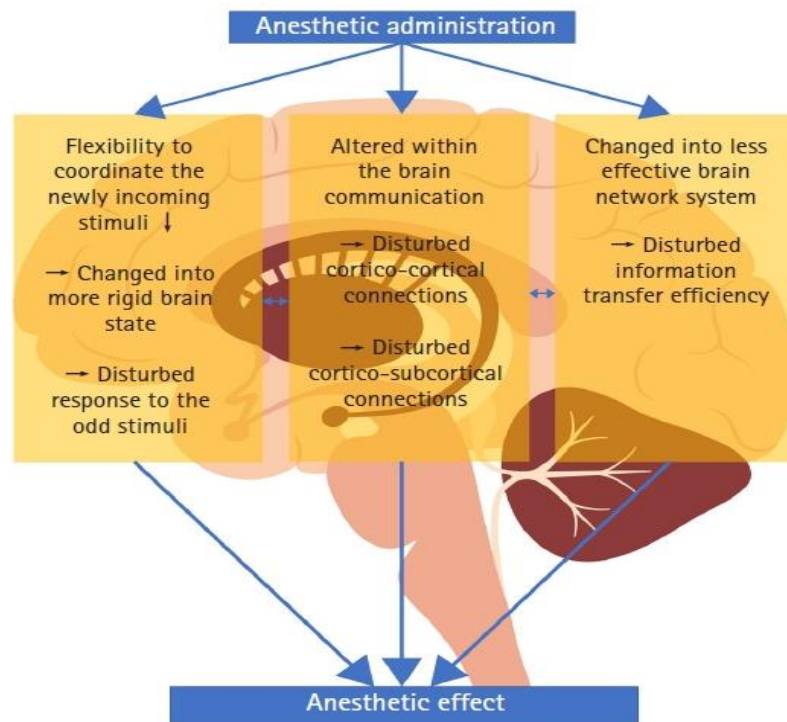 Anesthetic administration
Flexibility to
coordinate the
newly incoming
stimuli ↓
→ Changed into
more rigid brain
state
→ Disturbed
response to the
odd stimuli
Altered within
the brain
communication
→ Disturbed
cortico-cortical
connections
→ Disturbed
cortico-subcortical
connections
Changed into less
effective brain
network system
→ Disturbed
information
transfer efficiency
Anesthetic effect